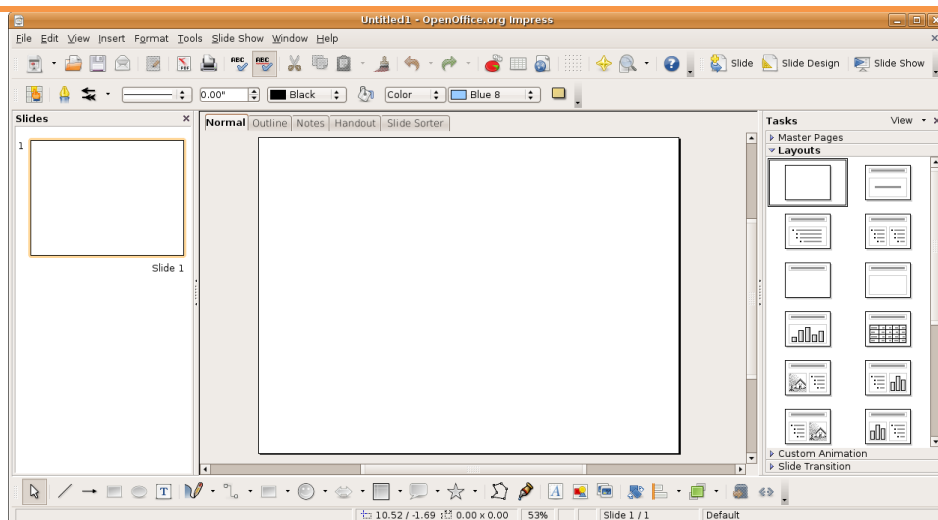 Untitled1 - OpenOffice.org Impress
File Edit View Insert Format Tools Slide Show Window Help
ABC ABC Slide Slide Design Slide Show
0.00" Black Color Blue 8
Slides Normal Outline Notes Handout Slide Sorter Tasks View
Master Pages
Layouts
1
Slide 1
Custom Animation
Slide Transition
T A
10.52 / -1.69 0.00 x 0.00 53% Slide 1 / 1 Default